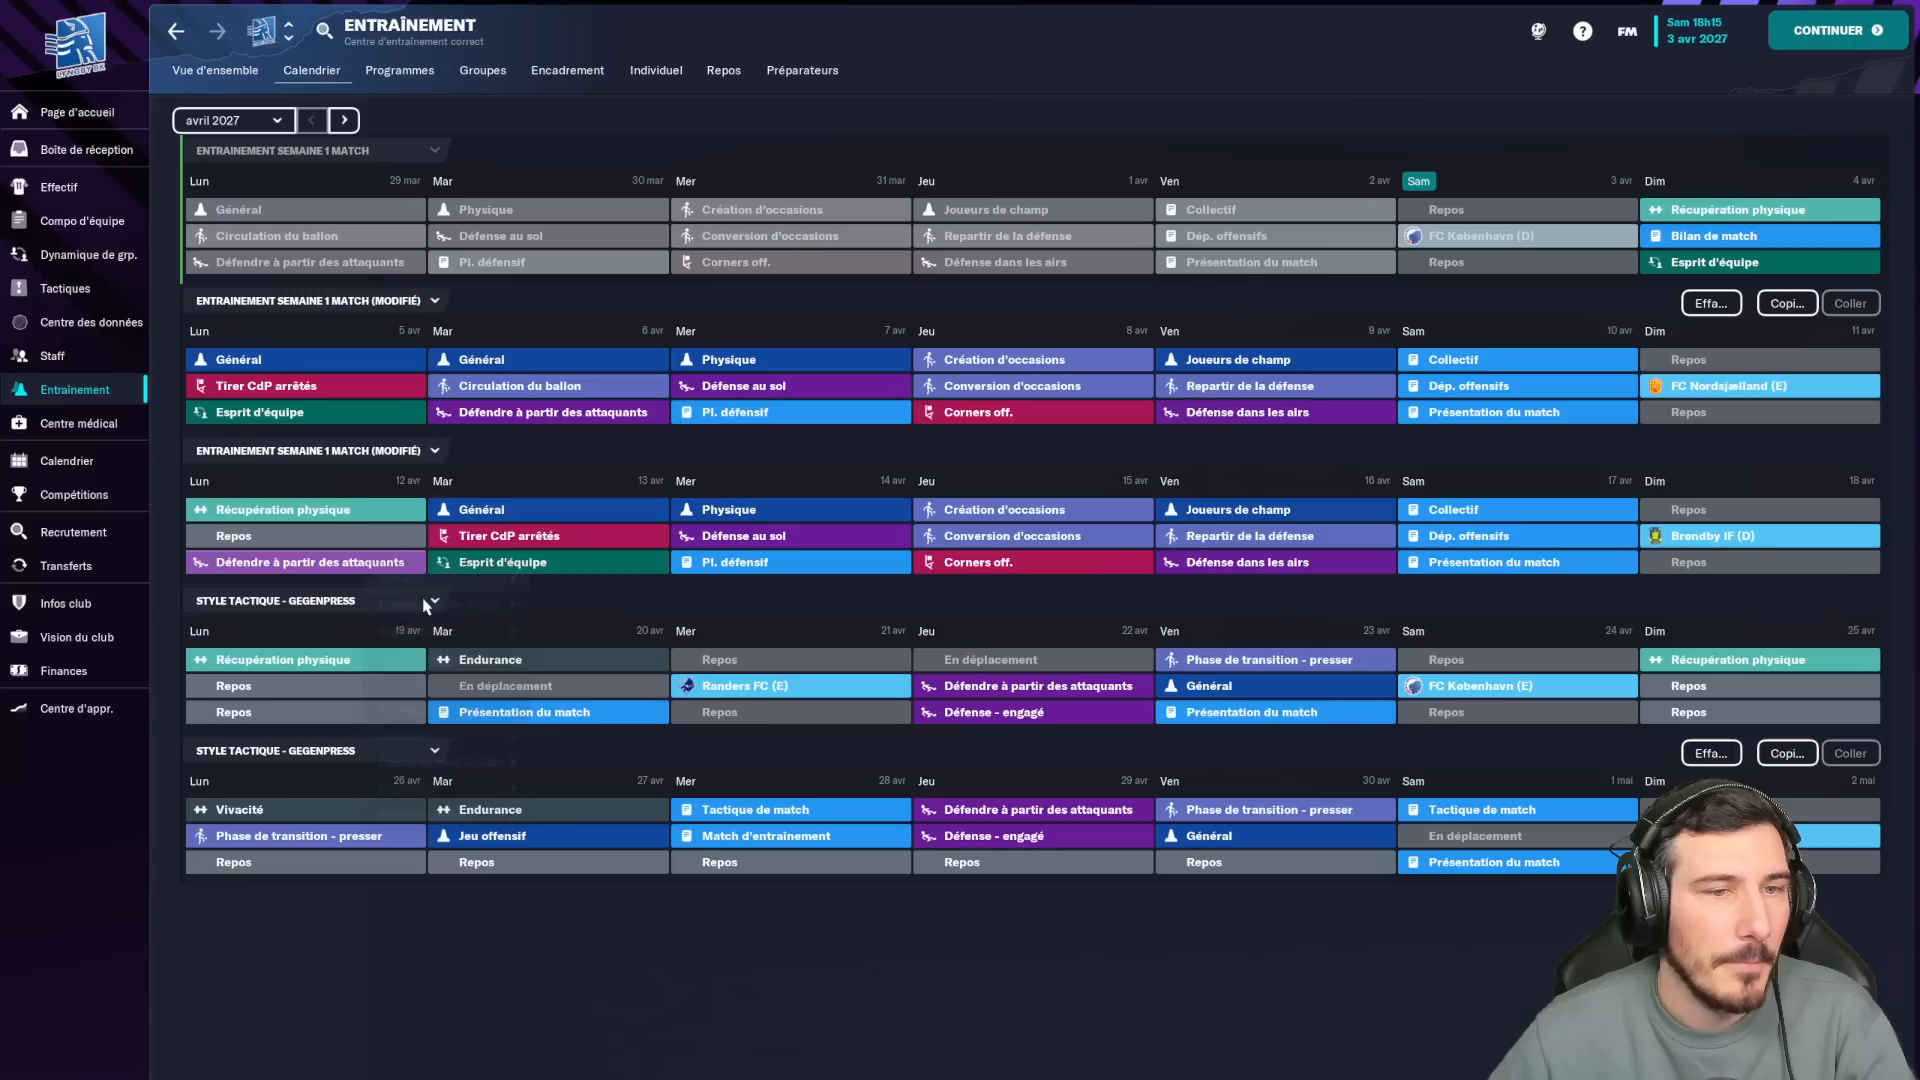 LYNGBY BK
ENTRAÎNEMENT
Centre d'entraînement correct
FM
Sam 18h15
3 avr 2027
CONTINUER
Vue d'ensemble
Calendrier
Programmes
Groupes
Encadrement
Individuel
Repos
Préparateurs
Page d'accueil
Boîte de réception
Effectif
Compo d'équipe
Dynamique de grp.
Tactiques
Centre des données
Staff
Entraînement
Centre médical
Calendrier
Compétitions
Recrutement
Transferts
Infos club
Vision du club
Finances
Centre d'appr.
avril 2027
ENTRAINEMENT SEMAINE 1 MATCH
Lun 29 mar Mar 30 mar Mer 31 mar Jeu 1 avr Ven 2 avr Sam 3 avr Dim 4 avr
Général Physique Création d'occasions Joueurs de champ Collectif Repos Récupération physique
Circulation du ballon Défense au sol Conversion d'occasions Repartir de la défense Dép. offensifs FC København (D) Bilan de match
Défendre à partir des attaquants Pl. défensif Corners off. Défense dans les airs Présentation du match Repos Esprit d'équipe
ENTRAINEMENT SEMAINE 1 MATCH (MODIFIÉ) Effa... Copi... Coller
Lun 5 avr Mar 6 avr Mer 7 avr Jeu 8 avr Ven 9 avr Sam 10 avr Dim 11 avr
Général Général Physique Création d'occasions Joueurs de champ Collectif Repos
Tirer CdP arrêtés Circulation du ballon Défense au sol Conversion d'occasions Repartir de la défense Dép. offensifs FC Nordsjælland (E)
Esprit d'équipe Défendre à partir des attaquants Pl. défensif Corners off. Défense dans les airs Présentation du match Repos
ENTRAINEMENT SEMAINE 1 MATCH (MODIFIÉ)
Lun 12 avr Mar 13 avr Mer 14 avr Jeu 15 avr Ven 16 avr Sam 17 avr Dim 18 avr
Récupération physique Général Physique Création d'occasions Joueurs de champ Collectif Repos
Repos Tirer CdP arrêtés Défense au sol Conversion d'occasions Repartir de la défense Dép. offensifs Brøndby IF (D)
Défendre à partir des attaquants Esprit d'équipe Pl. défensif Corners off. Défense dans les airs Présentation du match Repos
STYLE TACTIQUE - GEGENPRESS
Lun 19 avr Mar 20 avr Mer 21 avr Jeu 22 avr Ven 23 avr Sam 24 avr Dim 25 avr
Récupération physique Endurance Repos En déplacement Phase de transition - presser Repos Récupération physique
Repos En déplacement Randers FC (E) Défendre à partir des attaquants Général FC København (E) Repos
Repos Présentation du match Repos Défense - engagé Présentation du match Repos Repos
STYLE TACTIQUE - GEGENPRESS Effa... Copi... Coller
Lun 26 avr Mar 27 avr Mer 28 avr Jeu 29 avr Ven 30 avr Sam 1 mai Dim 2 mai
Vivacité Endurance Tactique de match Défendre à partir des attaquants Phase de transition - presser Tactique de match
Phase de transition - presser Jeu offensif Match d'entraînement Défense - engagé Général En déplacement
Repos Repos Repos Repos Repos Présentation du match